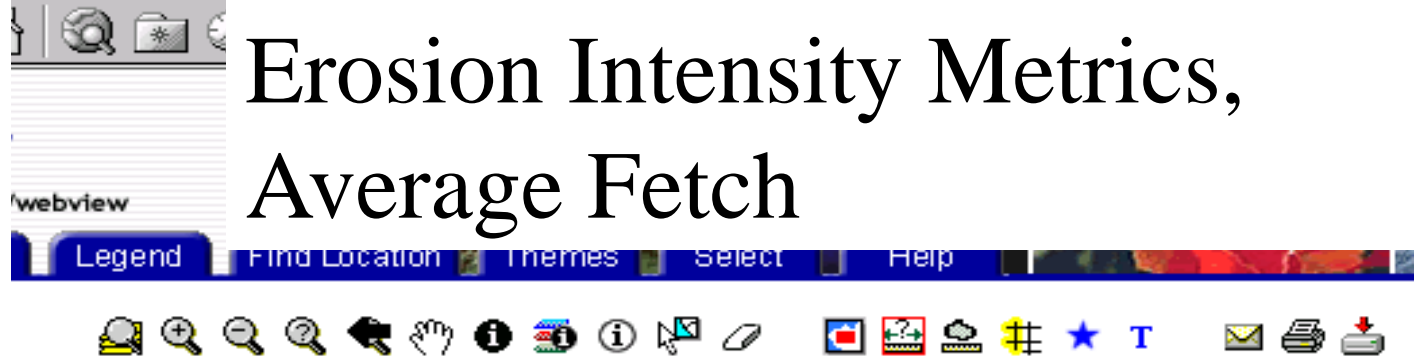 Erosion Intensity Metrics,
Average Fetch
/webview
Legend Find Location Themes Select Help
T